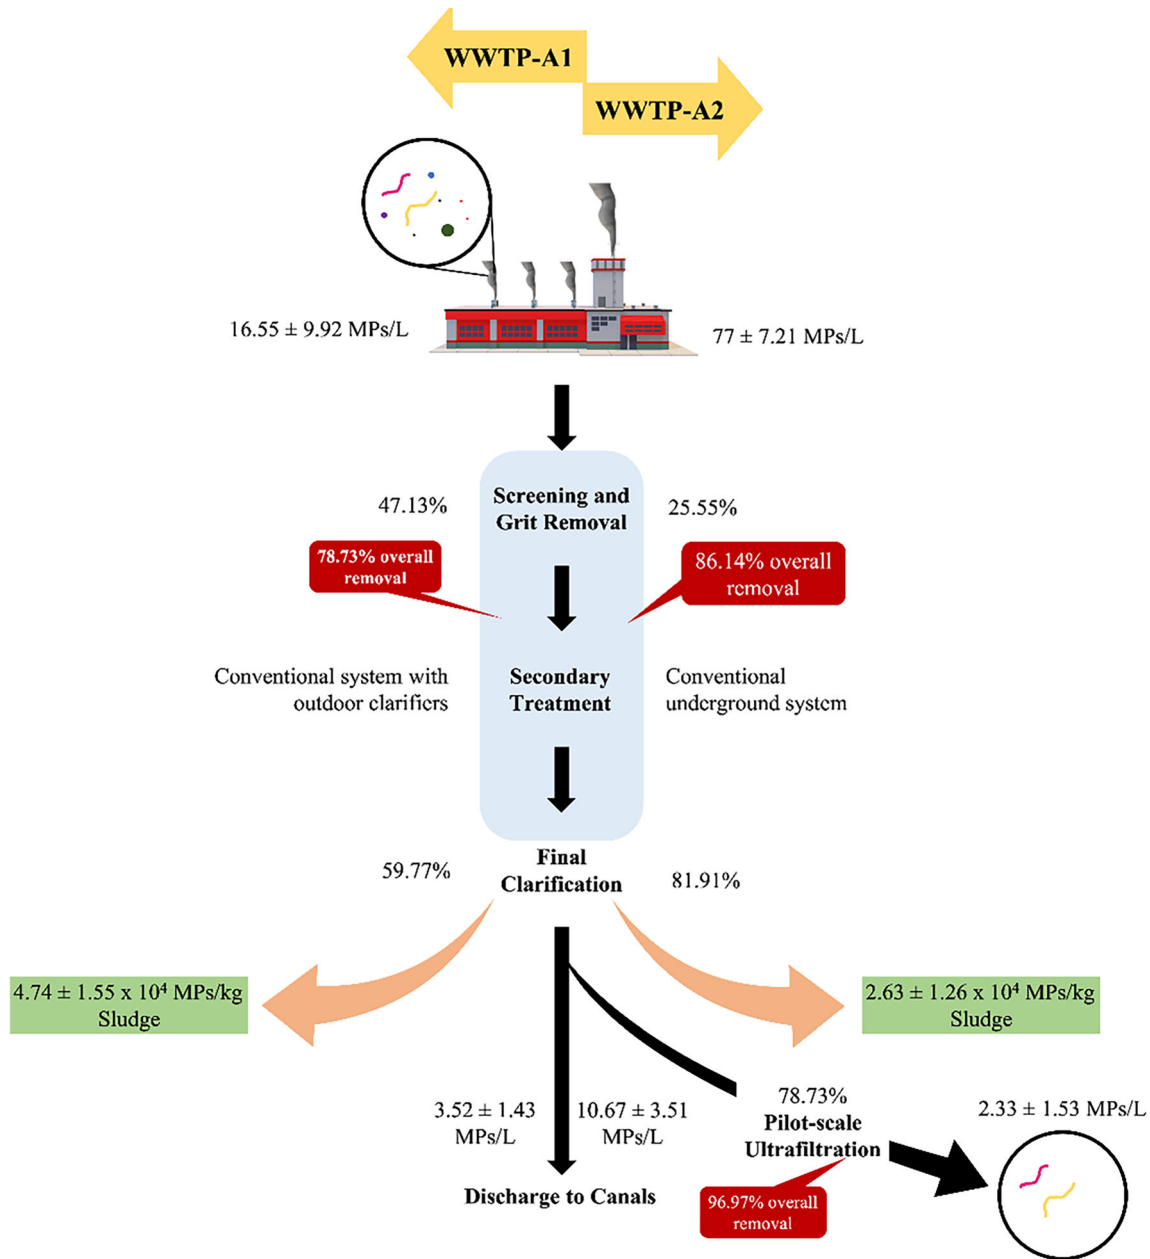 WWTP-A1
WWTP-A2
16.55 ± 9.92 MPs/L
77 ± 7.21 MPs/L
47.13%
Screening and
Grit Removal
25.55%
78.73% overall
removal
86.14% overall
removal
Conventional system with
outdoor clarifiers
Secondary
Treatment
Conventional
underground system
59.77%
Final
Clarification
81.91%
4.74 ± 1.55 x 10⁴ MPs/kg
Sludge
2.63 ± 1.26 x 10⁴ MPs/kg
Sludge
3.52 ± 1.43
MPs/L
10.67 ± 3.51
MPs/L
78.73%
Pilot-scale
Ultrafiltration
2.33 ± 1.53 MPs/L
96.97% overall
removal
Discharge to Canals